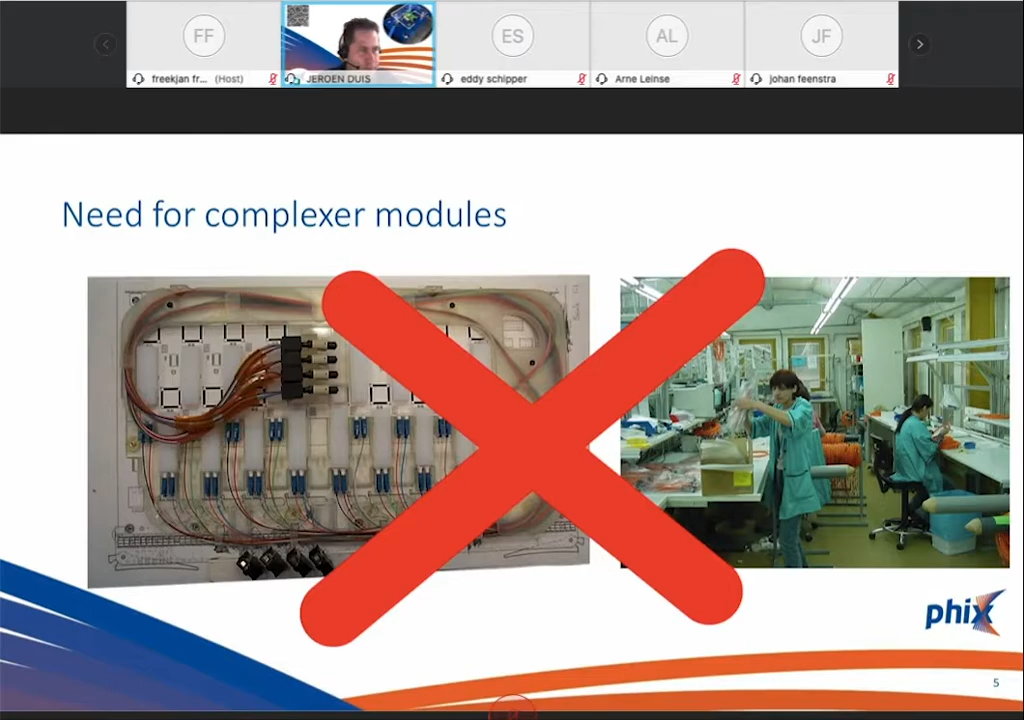 FF
ES
AL
JF
freekjan fr... (Host)
JEROEN DUIS
eddy schipper
Arne Leinse
johan feenstra
Need for complexer modules
phix
5